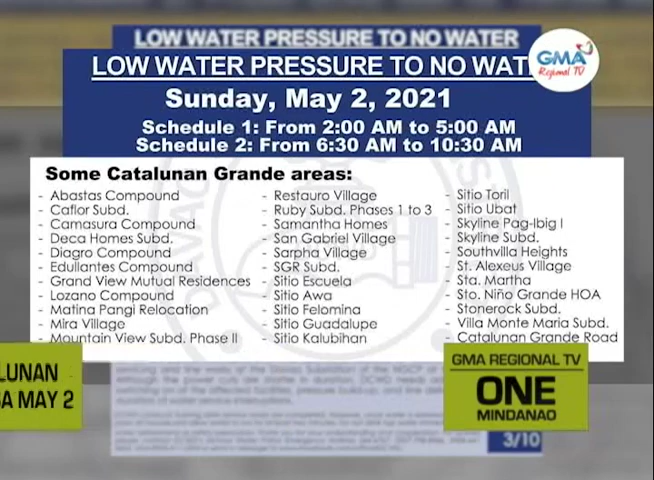 LOW WATER PRESSURE TO NO WATER
LOW WATER PRESSURE TO NO WAT
GMA
Regional TV
Sunday, May 2, 2021
Schedule 1: From 2:00 AM to 5:00 AM
Schedule 2: From 6:30 AM to 10:30 AM
Some Catalunan Grande areas:
- Abastas Compound
- Caflor Subd.
- Camasura Compound
- Deca Homes Subd.
- Diagro Compound
- Edullantes Compound
- Grand View Mutual Residences
- Lozano Compound
- Matina Pangi Relocation
- Mira Village
- Mountain View Subd. Phase II
- Restauro Village
- Ruby Subd. Phases 1 to 3
- Samantha Homes
- San Gabriel Village
- Sarpha Village
- SGR Subd.
- Sitio Escuela
- Sitio Awa
- Sitio Felomina
- Sitio Guadalupe
- Sitio Kalubihan
- Sitio Toril
- Sitio Ubat
- Skyline Pag-Ibig I
- Skyline Subd.
- Southvilla Heights
- St. Alexeus Village
- Sta. Martha
- Sto. Niño Grande HOA
- Stonerock Subd.
- Villa Monte Maria Subd.
- Catalunan Grande Road
LUNAN
A MAY 2
GMA REGIONAL TV
ONE
MINDANAO
3/10